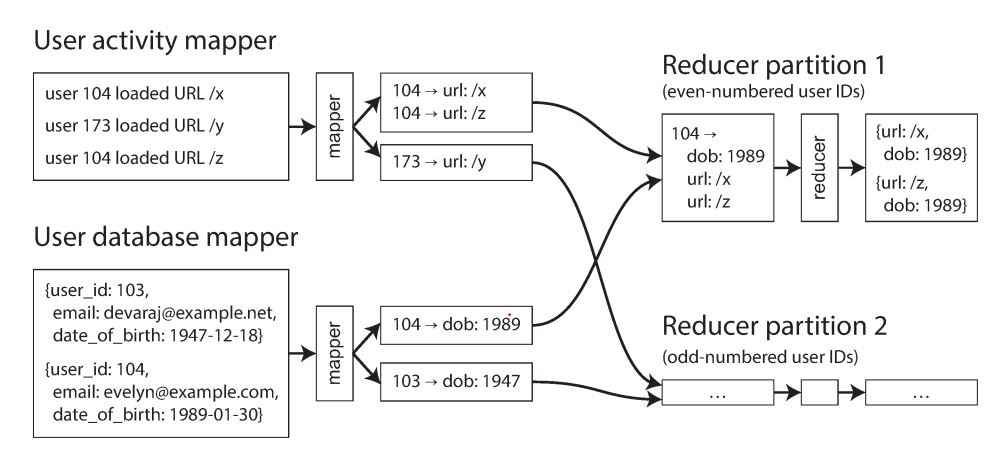 User activity mapper
user 104 loaded URL /x
user 173 loaded URL /y
user 104 loaded URL /z
mapper
104 → url: /x
104 → url: /z
173 → url: /y
Reducer partition 1
(even-numbered user IDs)
104 →
dob: 1989
url: /x
url: /z
reducer
{url: /x,
dob: 1989}
{url: /z,
dob: 1989}
User database mapper
{user_id: 103,
email: devaraj@example.net,
date_of_birth: 1947-12-18}
{user_id: 104,
email: evelyn@example.com,
date_of_birth: 1989-01-30}
mapper
104 → dob: 1989
103 → dob: 1947
Reducer partition 2
(odd-numbered user IDs)
...
...